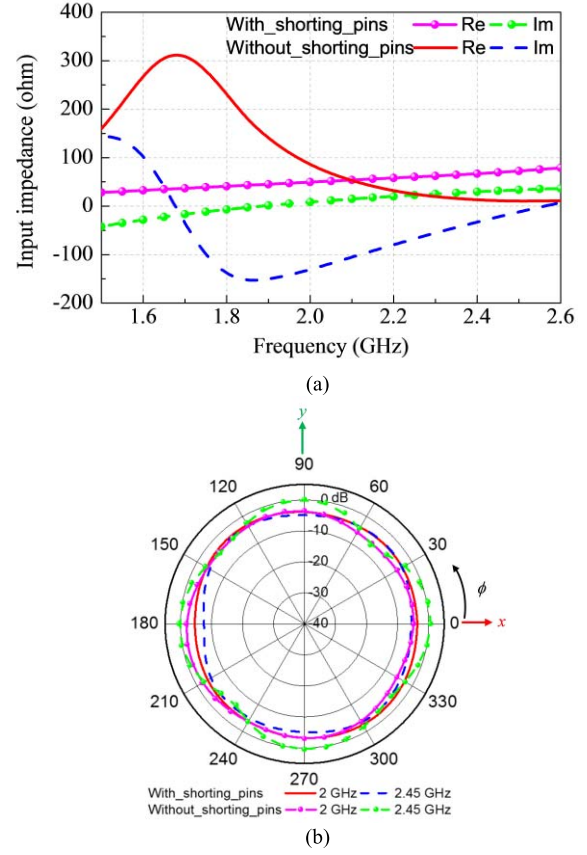 400
300
200
100
0
-100
-200
Input impedance (ohm)
With_shorting_pins Re Im
Without_shorting_pins Re Im
1.6 1.8 2.0 2.2 2.4 2.6
Frequency (GHz)
(a)
y
90
120 60
0 dB
-10
150 30
-20
-30
ϕ
180 -40 0 x
210 330
240 300
270
With_shorting_pins 2 GHz 2.45 GHz
Without_shorting_pins 2 GHz 2.45 GHz
(b)